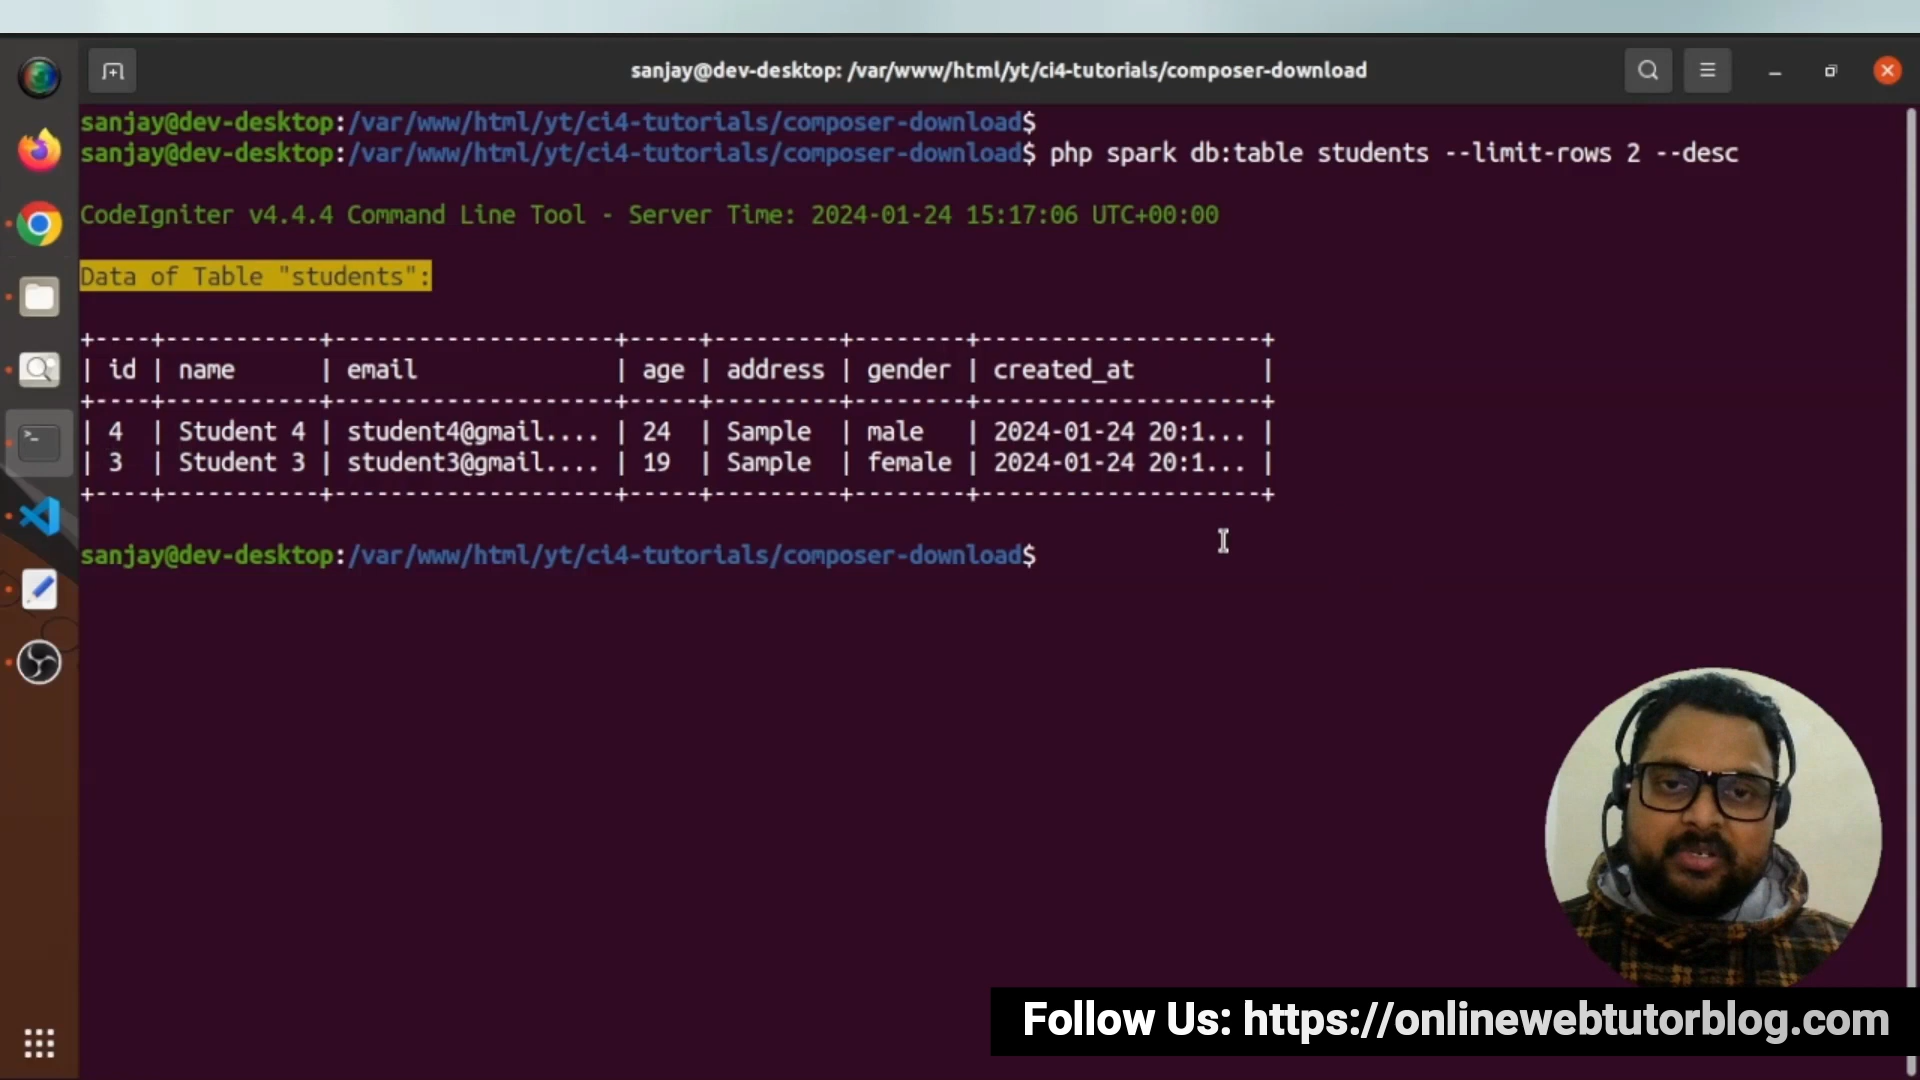 sanjay@dev-desktop: /var/www/html/yt/ci4-tutorials/composer-download
sanjay@dev-desktop:/var/www/html/yt/ci4-tutorials/composer-download$
sanjay@dev-desktop:/var/www/html/yt/ci4-tutorials/composer-download$ php spark db:table students --limit-rows 2 --desc
CodeIgniter v4.4.4 Command Line Tool - Server Time: 2024-01-24 15:17:06 UTC+00:00
Data of Table "students":
+----+-----------+--------------------+-----+---------+--------+--------------------+
| id | name      | email              | age | address | gender | created_at         |
+----+-----------+--------------------+-----+---------+--------+--------------------+
| 4  | Student 4 | student4@gmail.... | 24  | Sample  | male   | 2024-01-24 20:1... |
| 3  | Student 3 | student3@gmail.... | 19  | Sample  | female | 2024-01-24 20:1... |
+----+-----------+--------------------+-----+---------+--------+--------------------+
sanjay@dev-desktop:/var/www/html/yt/ci4-tutorials/composer-download$
Follow Us: https://onlinewebtutorblog.com